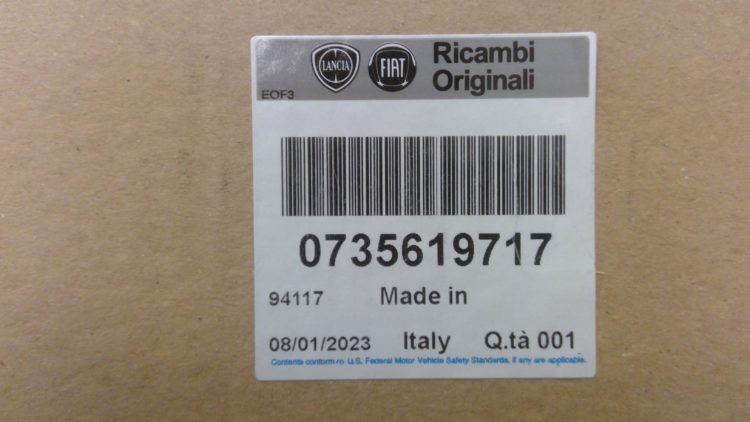 LANCIA FIAT Ricambi
Originali
EOF3
0735619717
94117 Made in
08/01/2023 Italy Q.tà 001
Contents conform to U.S. Federal Motor Vehicle Safety Standards, if any are applicable.